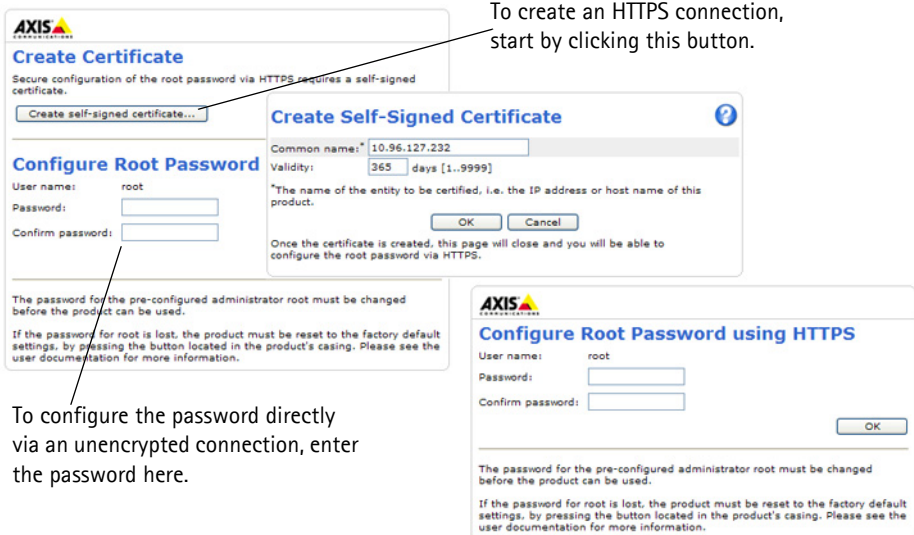 To create an HTTPS connection,
start by clicking this button.
AXIS
COMMUNICATIONS
Create Certificate
Secure configuration of the root password via HTTPS requires a self-signed
certificate.
Create self-signed certificate...
Configure Root Password
User name: root
Password:
Confirm password:
The password for the pre-configured administrator root must be changed
before the product can be used.
If the password for root is lost, the product must be reset to the factory default
settings, by pressing the button located in the product's casing. Please see the
user documentation for more information.
Create Self-Signed Certificate
?
Common name:* 10.96.127.232
Validity: 365 days [1..9999]
*The name of the entity to be certified, i.e. the IP address or host name of this
product.
OK Cancel
Once the certificate is created, this page will close and you will be able to
configure the root password via HTTPS.
To configure the password directly
via an unencrypted connection, enter
the password here.
AXIS
COMMUNICATIONS
Configure Root Password using HTTPS
User name: root
Password:
Confirm password:
OK
The password for the pre-configured administrator root must be changed
before the product can be used.
If the password for root is lost, the product must be reset to the factory default
settings, by pressing the button located in the product's casing. Please see the
user documentation for more information.